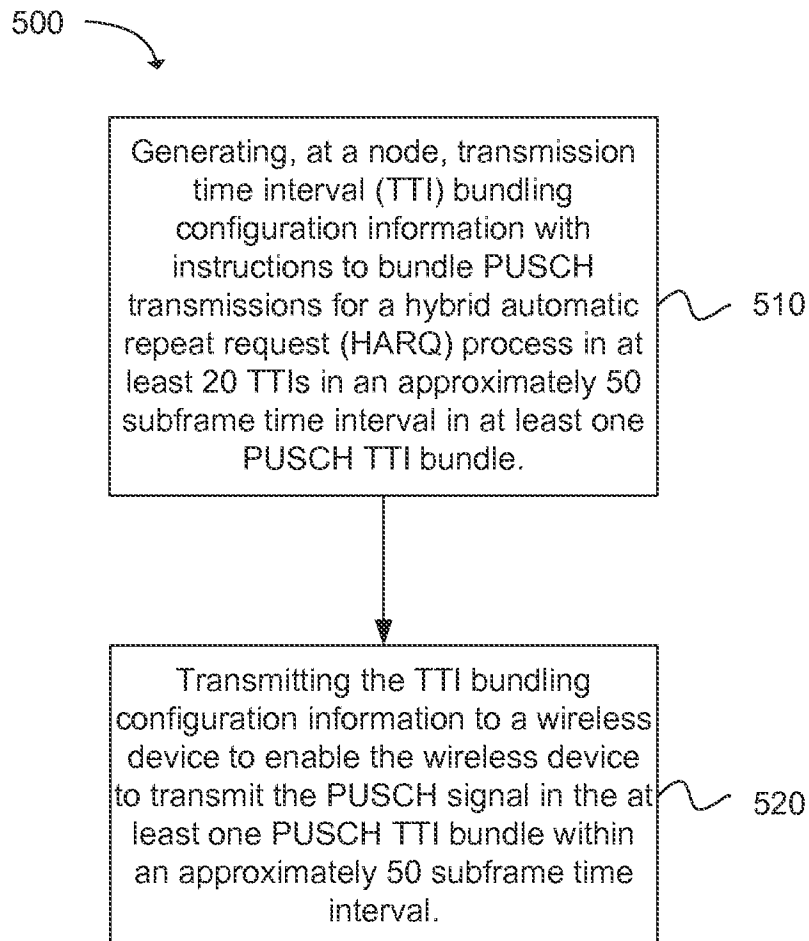 500
Generating, at a node, transmission
time interval (TTI) bundling
configuration information with
instructions to bundle PUSCH
transmissions for a hybrid automatic
repeat request (HARQ) process in at
least 20 TTIs in an approximately 50
subframe time interval in at least one
PUSCH TTI bundle.
510
Transmitting the TTI bundling
configuration information to a wireless
device to enable the wireless device
to transmit the PUSCH signal in the at
least one PUSCH TTI bundle within
an approximately 50 subframe time
interval.
520